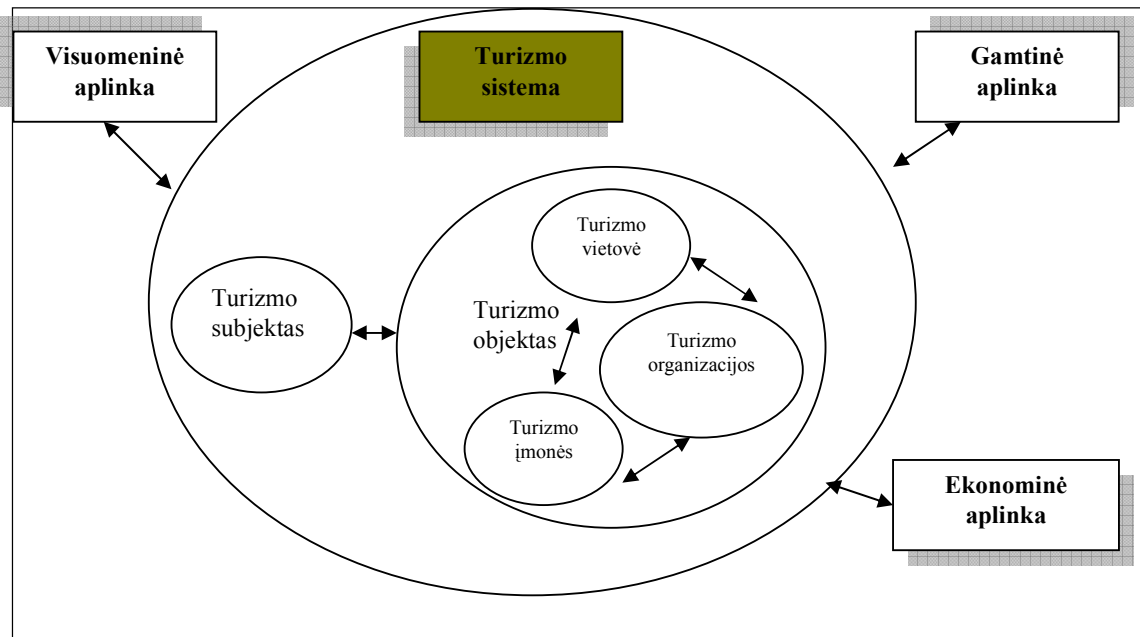 Visuomeninė
aplinka
Turizmo
sistema
Gamtinė
aplinka
Turizmo
vietovė
Turizmo
subjektas
Turizmo
objektas
Turizmo
organizacijos
Turizmo
įmonės
Ekonominė
aplinka